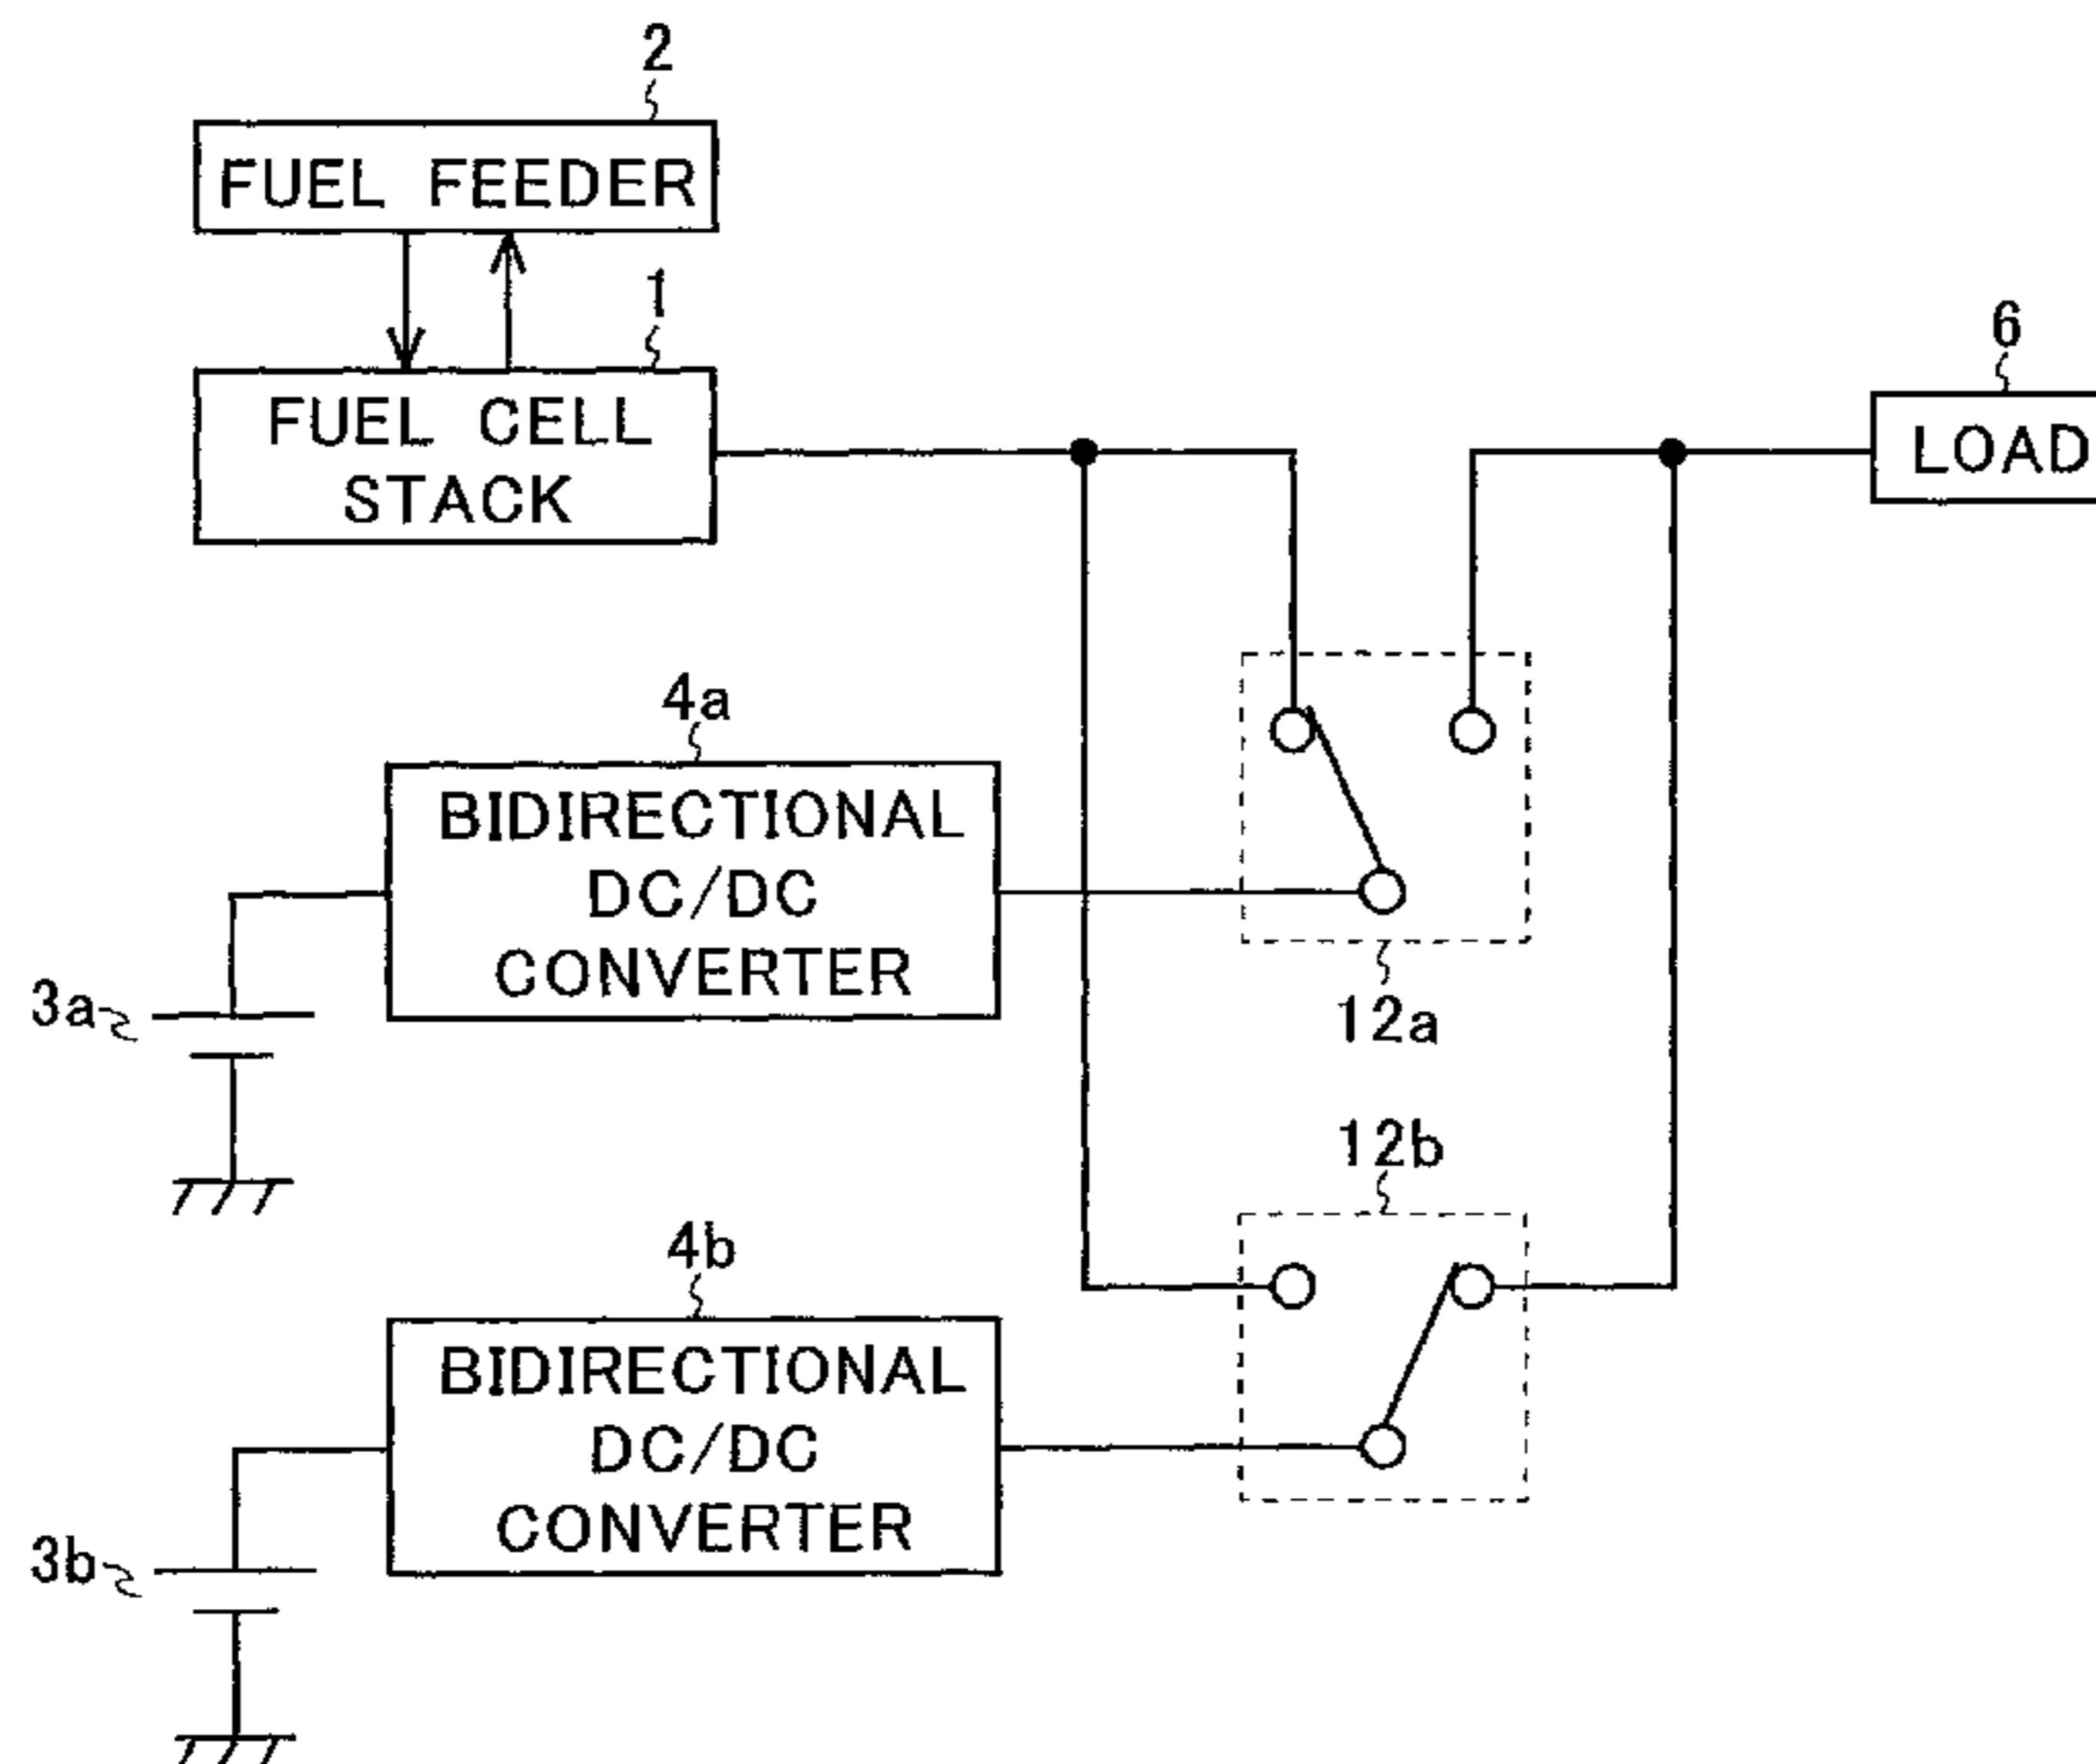 2
FUEL FEEDER
1
FUEL CELL
STACK
6
LOAD
4a
BIDIRECTIONAL
DC/DC
CONVERTER
3a
12a
12b
4b
BIDIRECTIONAL
DC/DC
CONVERTER
3b